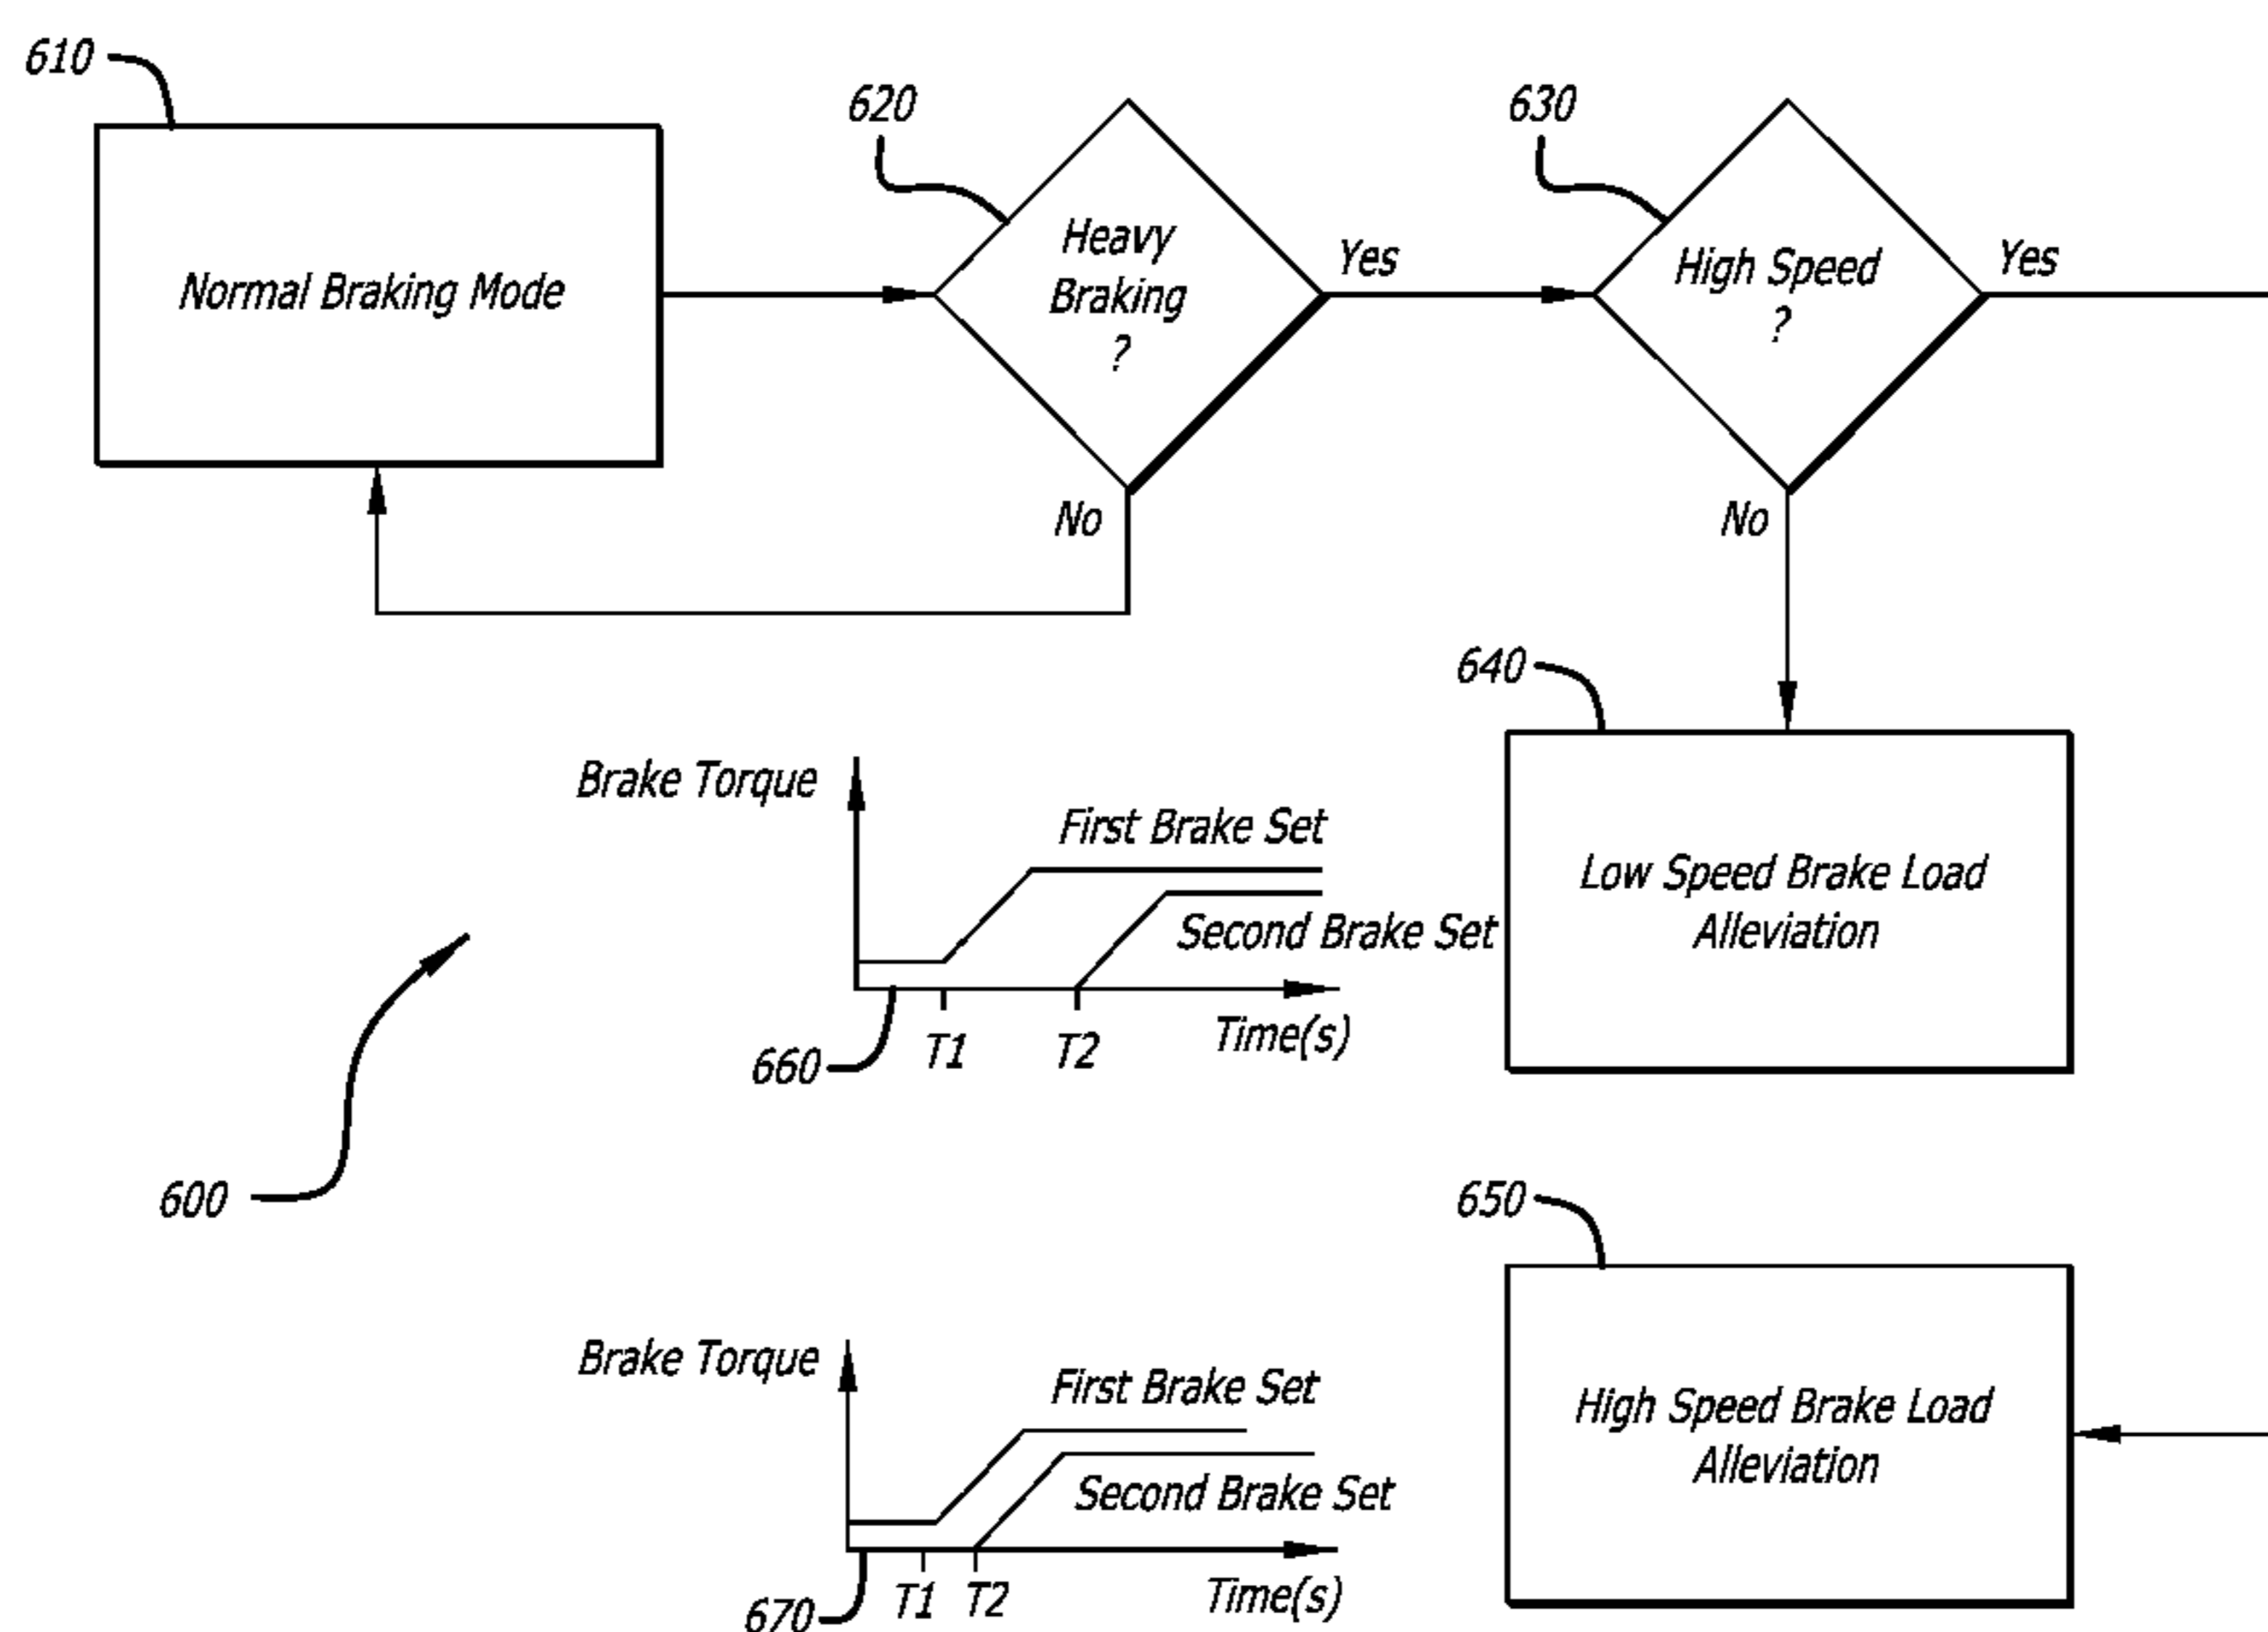 610
Normal Braking Mode
620
Heavy
Braking
?
Yes
No
630
High Speed
?
Yes
No
640
Low Speed Brake Load
Alleviation
Brake Torque
First Brake Set
Second Brake Set
T1
T2
Time(s)
660
600
650
High Speed Brake Load
Alleviation
Brake Torque
First Brake Set
Second Brake Set
T1
T2
Time(s)
670